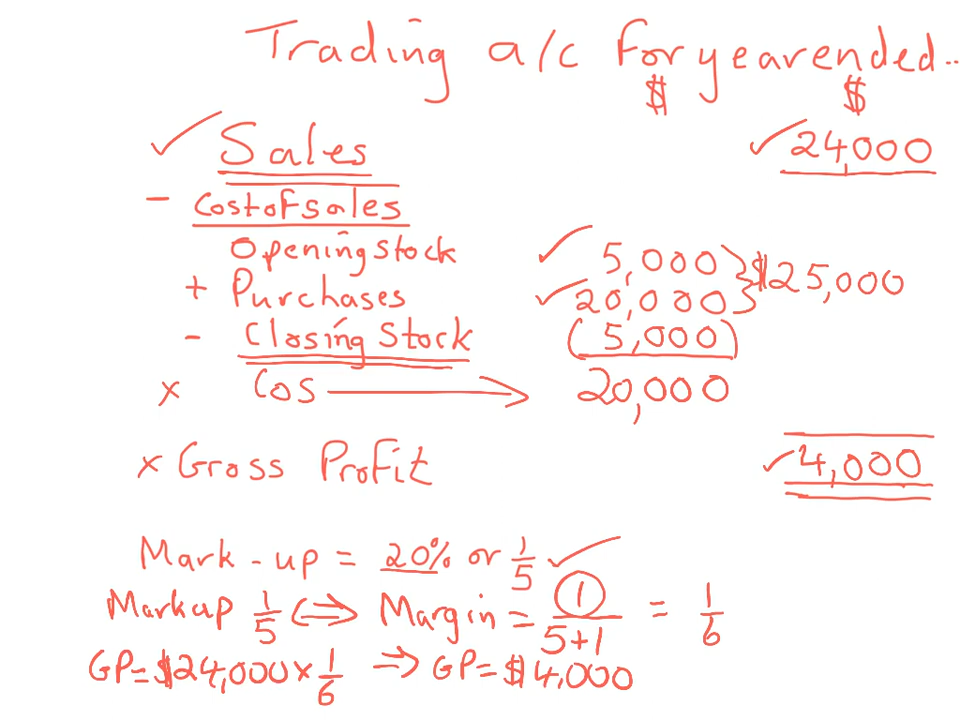 Trading a/c for year ended..
$ $
✓ Sales ✓ 24,000
- Cost of sales
Opening stock ✓ 5,000 } $25,000
+ Purchases ✓ 20,000 }
- Closing Stock (5,000)
x COS → 20,000
x Gross Profit ✓ 4,000
Mark-up = 20% or 1/5 ✓
Markup 1/5 ⇔ Margin = 1/(5+1) = 1/6
GP=$24,000 x 1/6 ⇒ GP=$4,000